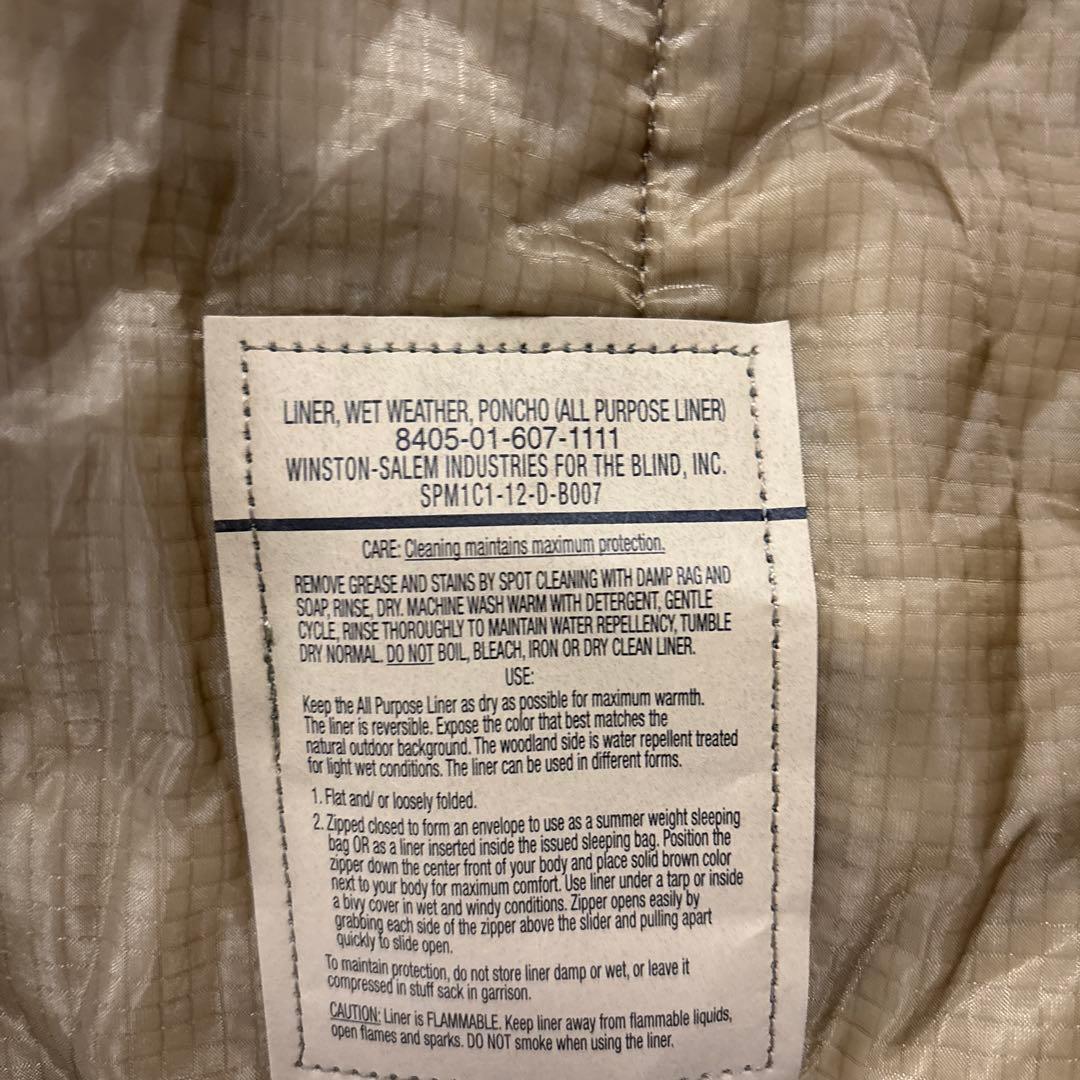 LINER, WET WEATHER, PONCHO (ALL PURPOSE LINER)
8405-01-607-1111
WINSTON-SALEM INDUSTRIES FOR THE BLIND, INC.
SPM1C1-12-D-B007
CARE: Cleaning maintains maximum protection.
REMOVE GREASE AND STAINS BY SPOT CLEANING WITH DAMP RAG AND
SOAP, RINSE, DRY. MACHINE WASH WARM WITH DETERGENT, GENTLE
CYCLE, RINSE THOROUGHLY TO MAINTAIN WATER REPELLENCY, TUMBLE
DRY NORMAL. DO NOT BOIL, BLEACH, IRON OR DRY CLEAN LINER.
USE:
Keep the All Purpose Liner as dry as possible for maximum warmth.
The liner is reversible. Expose the color that best matches the
natural outdoor background. The woodland side is water repellent treated
for light wet conditions. The liner can be used in different forms.
1. Flat and/ or loosely folded.
2. Zipped closed to form an envelope to use as a summer weight sleeping
bag OR as a liner inserted inside the issued sleeping bag. Position the
zipper down the center front of your body and place solid brown color
next to your body for maximum comfort. Use liner under a tarp or inside
a bivy cover in wet and windy conditions. Zipper opens easily by
grabbing each side of the zipper above the slider and pulling apart
quickly to slide open.
To maintain protection, do not store liner damp or wet, or leave it
compressed in stuff sack in garrison.
CAUTION: Liner is FLAMMABLE. Keep liner away from flammable liquids,
open flames and sparks. DO NOT smoke when using the liner.